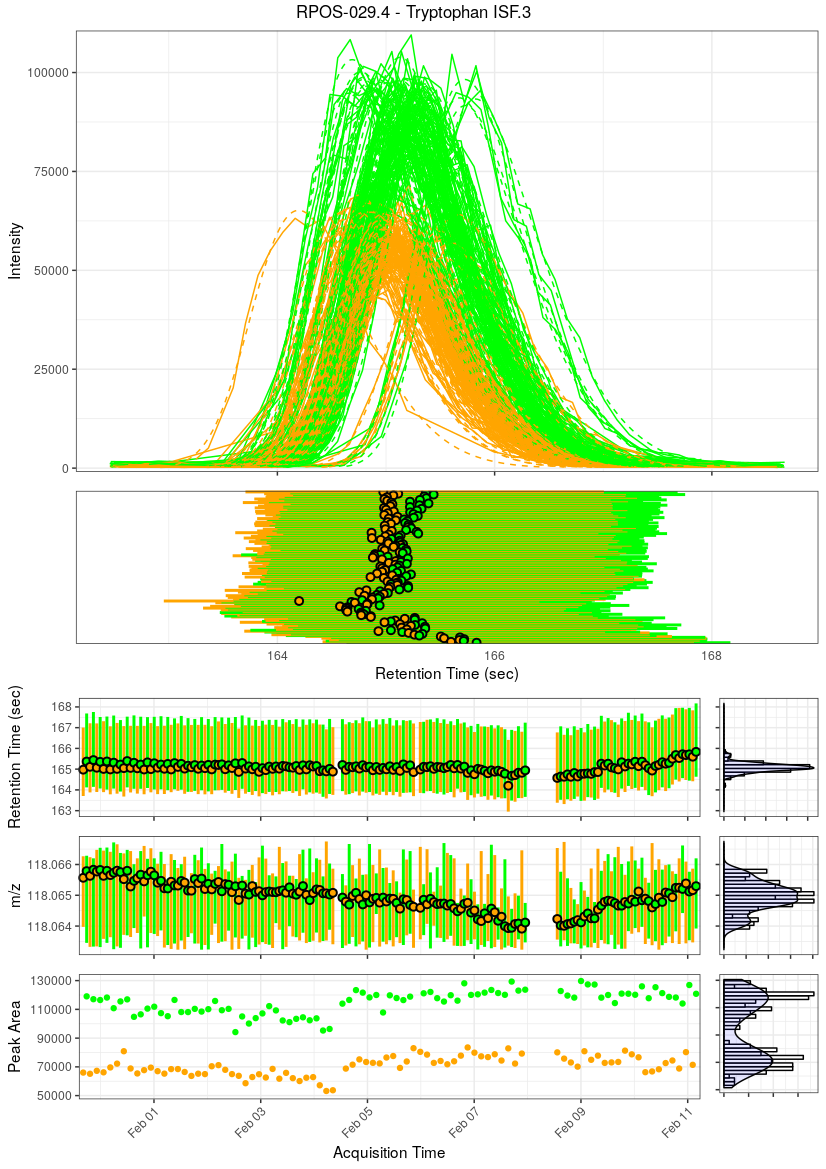 RPOS-029.4 - Tryptophan ISF.3
100000
75000
50000
25000
0
Intensity
164
166
168
Retention Time (sec)
168
167
166
165
164
163
Retention Time (sec)
118.066
118.065
118.064
m/z
130000
110000
90000
70000
50000
Peak Area
Feb 01
Feb 03
Feb 05
Feb 07
Feb 09
Feb 11
Acquisition Time